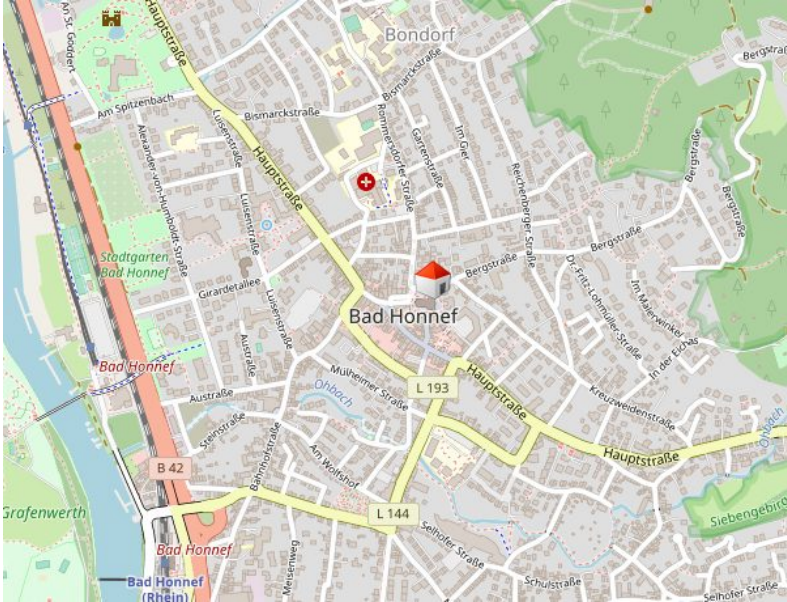 Hauptstraße
An St. Göddert
Bondorf
Bergstraße
Am Spitzenbach
Bismarckstraße
Bismarckstraße
Alexander-von-Humboldt-Straße
Luisenstraße
Hauptstraße
Rommersdorfer Straße
Gartenstraße
Im Gier
Reichenberger Straße
Bergstraße
Bergstraße
Luisenstraße
Stadtgarten
Bad Honnef
Bergstraße
Bergstraße
Girardetallee
Luisenstraße
Dr.-Fritz-Lohmüller-Straße
Im Maierwinkel
In der Eichas
Bad Honnef
Austraße
Bad Honnef
Mülheimer Straße
Ohbach
L 193
Hauptstraße
Kreuzweidenstraße
Austraße
Steinstraße
Bahnhofstraße
Am Wolfshof
Hauptstraße
Ohbach
B 42
Grafenwerth
L 144
Siebengebirg
Bad Honnef
Meisenweg
Selhofer Straße
Schulstraße
Selhofer Straße
Bad Honnef
(Rhein)